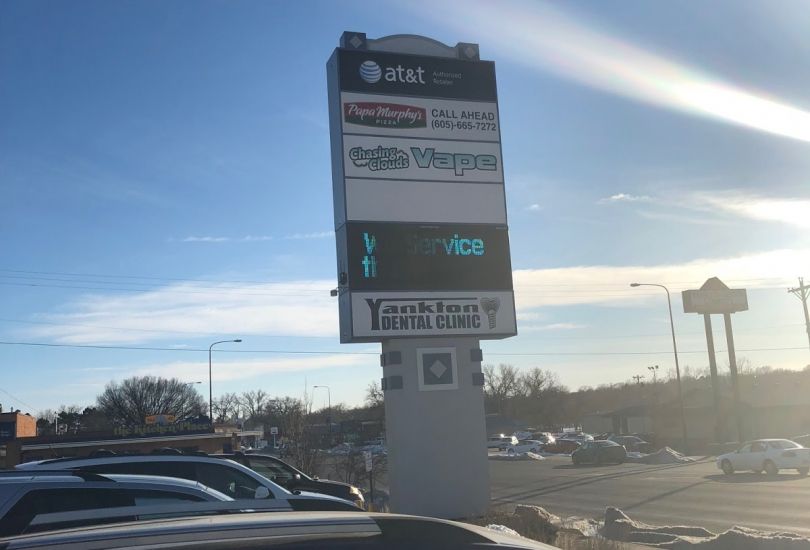 at&t Authorized
Retailer
Papa Murphy's
PIZZA
CALL AHEAD
(605)-665-7272
Chasing
Clouds
Vape
Service
Yankton
DENTAL CLINIC